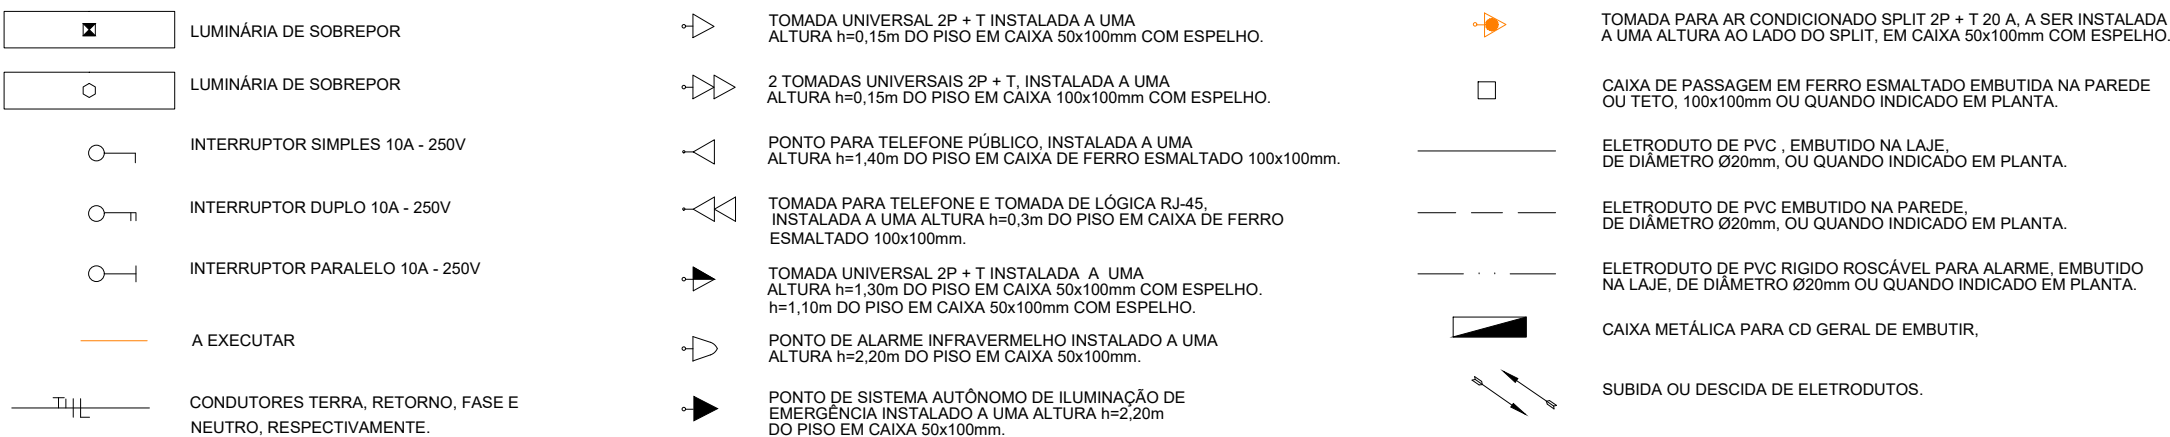 LUMINÁRIA DE SOBREPOR
LUMINÁRIA DE SOBREPOR
INTERRUPTOR SIMPLES 10A - 250V
INTERRUPTOR DUPLO 10A - 250V
INTERRUPTOR PARALELO 10A - 250V
A EXECUTAR
CONDUTORES TERRA, RETORNO, FASE E
NEUTRO, RESPECTIVAMENTE.
TOMADA UNIVERSAL 2P + T INSTALADA A UMA
ALTURA h=0,15m DO PISO EM CAIXA 50x100mm COM ESPELHO.
2 TOMADAS UNIVERSAIS 2P + T, INSTALADA A UMA
ALTURA h=0,15m DO PISO EM CAIXA 100x100mm COM ESPELHO.
PONTO PARA TELEFONE PÚBLICO, INSTALADA A UMA
ALTURA h=1,40m DO PISO EM CAIXA DE FERRO ESMALTADO 100x100mm.
TOMADA PARA TELEFONE E TOMADA DE LÓGICA RJ-45,
INSTALADA A UMA ALTURA h=0,3m DO PISO EM CAIXA DE FERRO
ESMALTADO 100x100mm.
TOMADA UNIVERSAL 2P + T INSTALADA A UMA
ALTURA h=1,30m DO PISO EM CAIXA 50x100mm COM ESPELHO.
h=1,10m DO PISO EM CAIXA 50x100mm COM ESPELHO.
PONTO DE ALARME INFRAVERMELHO INSTALADO A UMA
ALTURA h=2,20m DO PISO EM CAIXA 50x100mm.
PONTO DE SISTEMA AUTÔNOMO DE ILUMINAÇÃO DE
EMERGÊNCIA INSTALADO A UMA ALTURA h=2,20m
DO PISO EM CAIXA 50x100mm.
TOMADA PARA AR CONDICIONADO SPLIT 2P + T 20 A, A SER INSTALADA
A UMA ALTURA AO LADO DO SPLIT, EM CAIXA 50x100mm COM ESPELHO.
CAIXA DE PASSAGEM EM FERRO ESMALTADO EMBUTIDA NA PAREDE
OU TETO, 100x100mm OU QUANDO INDICADO EM PLANTA.
ELETRODUTO DE PVC , EMBUTIDO NA LAJE,
DE DIÂMETRO Ø20mm, OU QUANDO INDICADO EM PLANTA.
ELETRODUTO DE PVC EMBUTIDO NA PAREDE,
DE DIÂMETRO Ø20mm, OU QUANDO INDICADO EM PLANTA.
ELETRODUTO DE PVC RIGIDO ROSCÁVEL PARA ALARME, EMBUTIDO
NA LAJE, DE DIÂMETRO Ø20mm OU QUANDO INDICADO EM PLANTA.
CAIXA METÁLICA PARA CD GERAL DE EMBUTIR,
SUBIDA OU DESCIDA DE ELETRODUTOS.